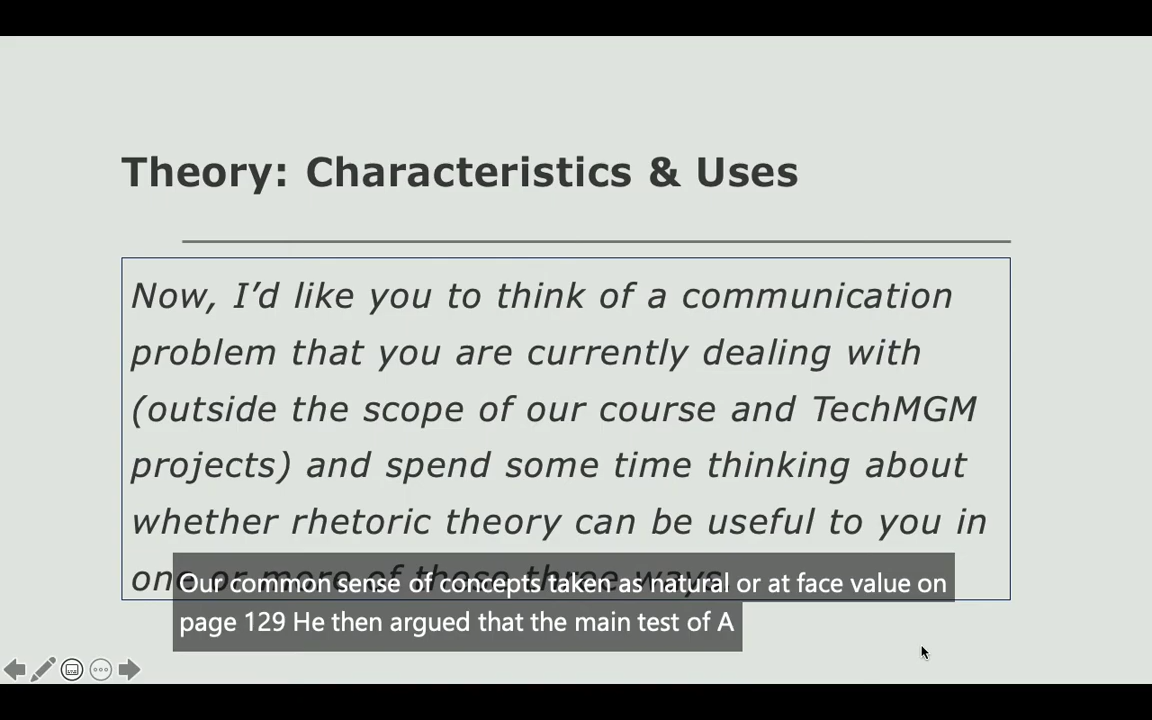 Theory: Characteristics & Uses
Now, I’d like you to think of a communication
problem that you are currently dealing with
(outside the scope of our course and TechMGM
projects) and spend some time thinking about
whether rhetoric theory can be useful to you in
one or more of these three ways.
Our common sense of concepts taken as natural or at face value on
page 129 He then argued that the main test of A